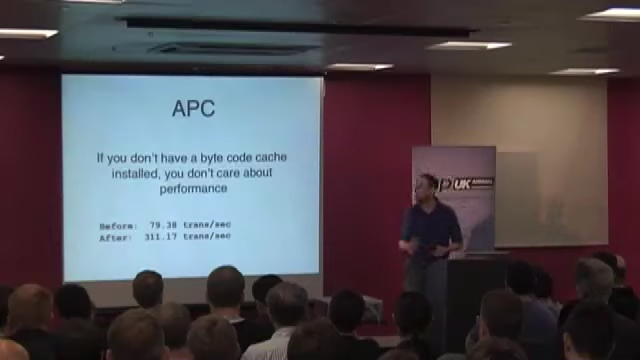 APC
If you don't have a byte code cache
installed, you don't care about
performance
Before: 79.38 trans/sec
After: 311.17 trans/sec
UK